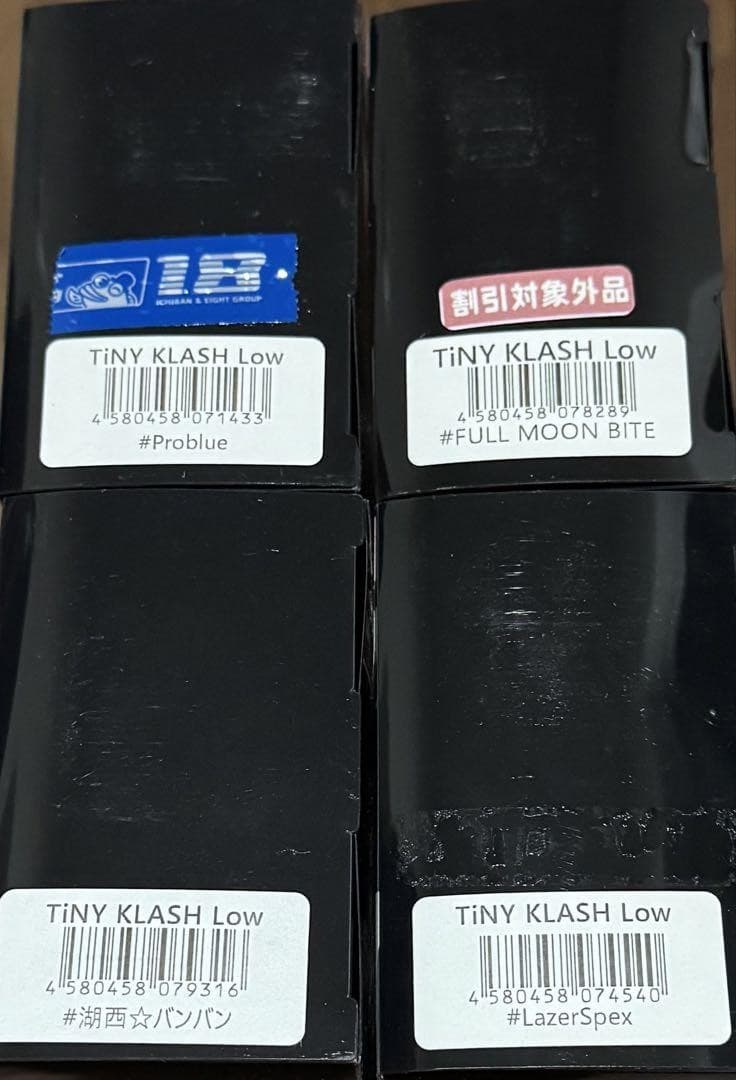 18
ICHIBAN & EIGHT GROUP
TiNY KLASH Low
4 580458 071433
#Problue
割引対象外品
TiNY KLASH Low
4 580458 078289
#FULL MOON BITE
TiNY KLASH Low
4 580458 079316
#湖西☆バンバン
TiNY KLASH Low
4 580458 074540
#LazerSpex